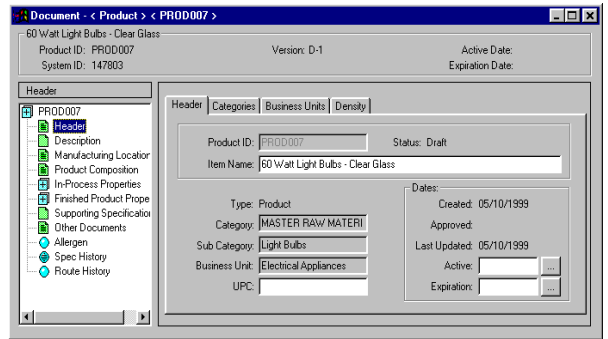 Document - < Product > < PROD007 >
60 Watt Light Bulbs - Clear Glass
Product ID: PROD007 Version: D-1 Active Date:
System ID: 147803 Expiration Date:
Header
PROD007
Header
Description
Manufacturing Location
Product Composition
In-Process Properties
Finished Product Prope
Supporting Specification
Other Documents
Allergen
Spec History
Route History
Header Categories Business Units Density
Product ID: PROD007 Status: Draft
Item Name: 60 Watt Light Bulbs - Clear Glass
Type: Product
Category: MASTER RAW MATERI
Sub Category: Light Bulbs
Business Unit: Electrical Appliances
UPC:
Dates:
Created: 05/10/1999
Approved:
Last Updated: 05/10/1999
Active: ...
Expiration: ...